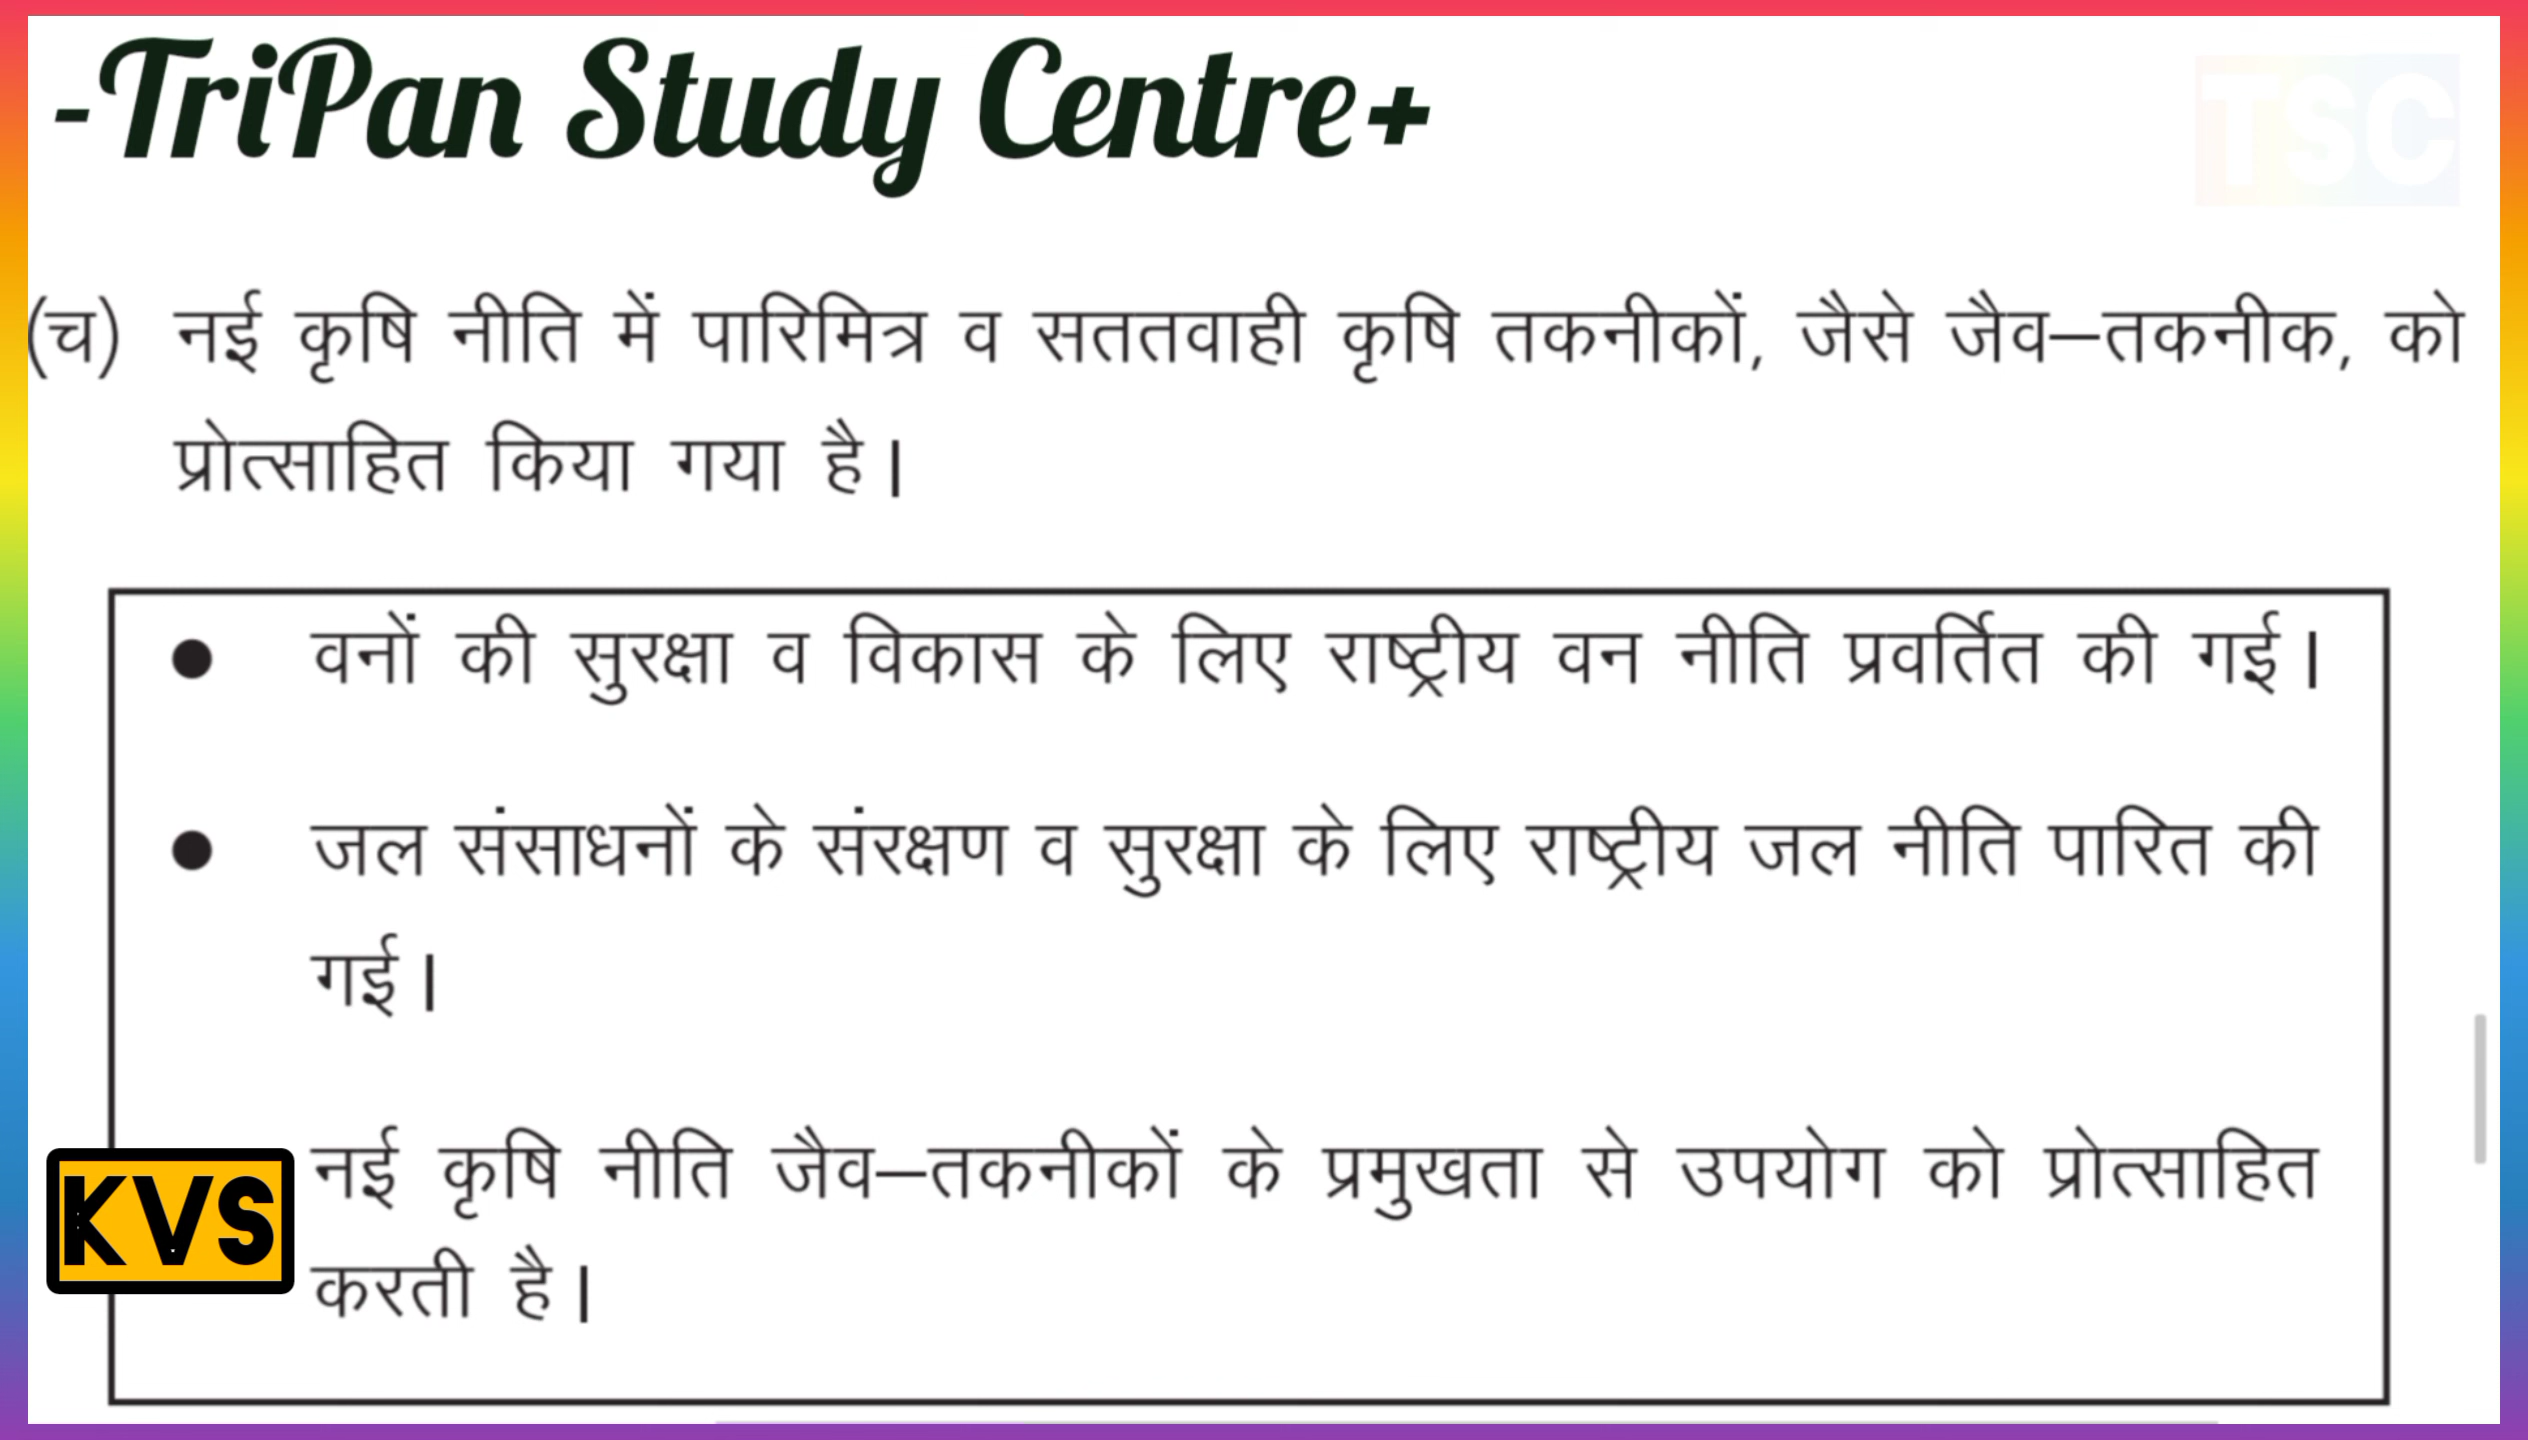 -TriPan Study Centre+
TSC
(च) नई कृषि नीति में पारिमित्र व सततवाही कृषि तकनीकों, जैसे जैव—तकनीक, को
प्रोत्साहित किया गया है।
● वनों की सुरक्षा व विकास के लिए राष्ट्रीय वन नीति प्रवर्तित की गई।
● जल संसाधनों के संरक्षण व सुरक्षा के लिए राष्ट्रीय जल नीति पारित की
गई।
नई कृषि नीति जैव—तकनीकों के प्रमुखता से उपयोग को प्रोत्साहित
KVS
करती है।